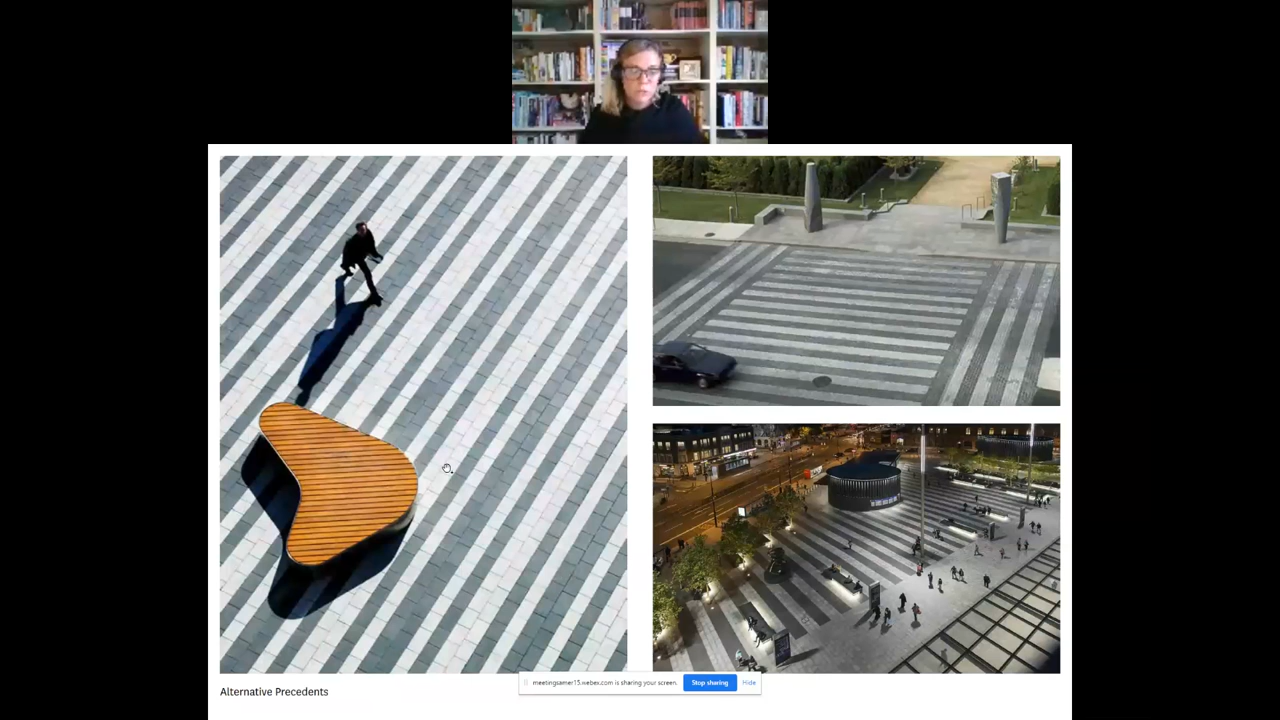 meetingsamer15.webex.com is sharing your screen.
Stop sharing
Hide
Alternative Precedents